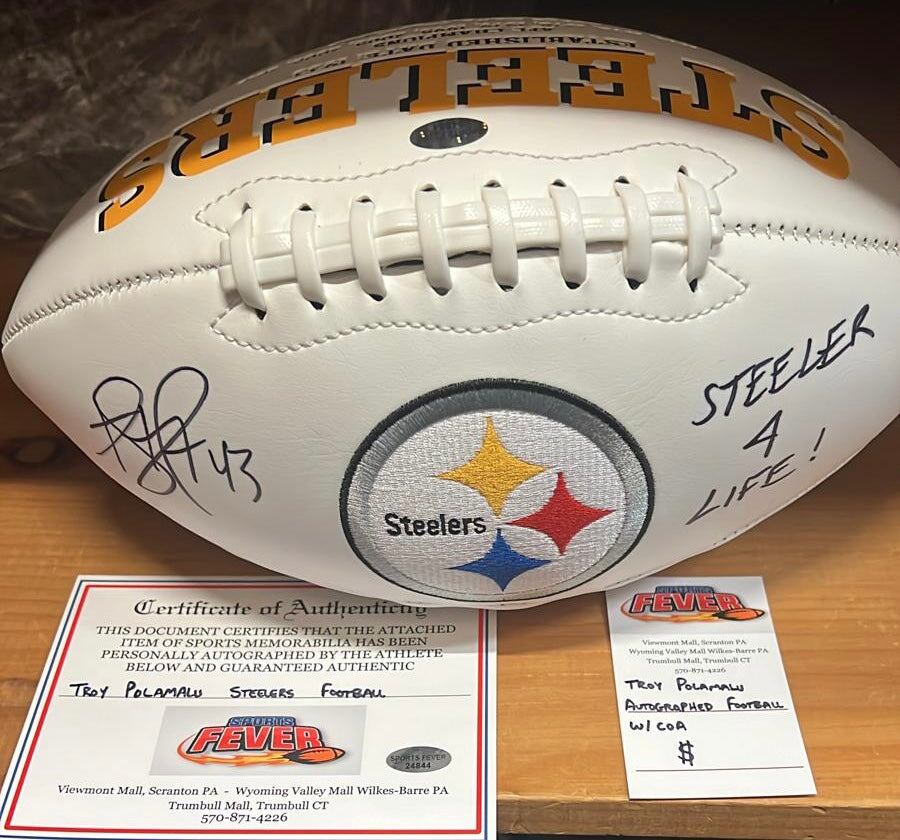 STEELERS
ESTABLISHED DATE
Steelers
43
STEELER
4
LIFE!
Certificate of Authenticity
THIS DOCUMENT CERTIFIES THAT THE ATTACHED
ITEM OF SPORTS MEMORABILIA HAS BEEN
PERSONALLY AUTOGRAPHED BY THE ATHLETE
BELOW AND GUARANTEED AUTHENTIC
TROY POLAMALU STEELERS FOOTBALL
SPORTS
FEVER
SPORTS FEVER
24844
Viewmont Mall, Scranton PA - Wyoming Valley Mall Wilkes-Barre PA
Trumbull Mall, Trumbull CT
570-871-4226
SPORTS
FEVER
Viewmont Mall, Scranton PA
Wyoming Valley Mall Wilkes-Barre PA
Trumbull Mall, Trumbull CT
570-871-4226
TROY POLAMALU
AUTOGRAPHED FOOTBALL
W/COA
$